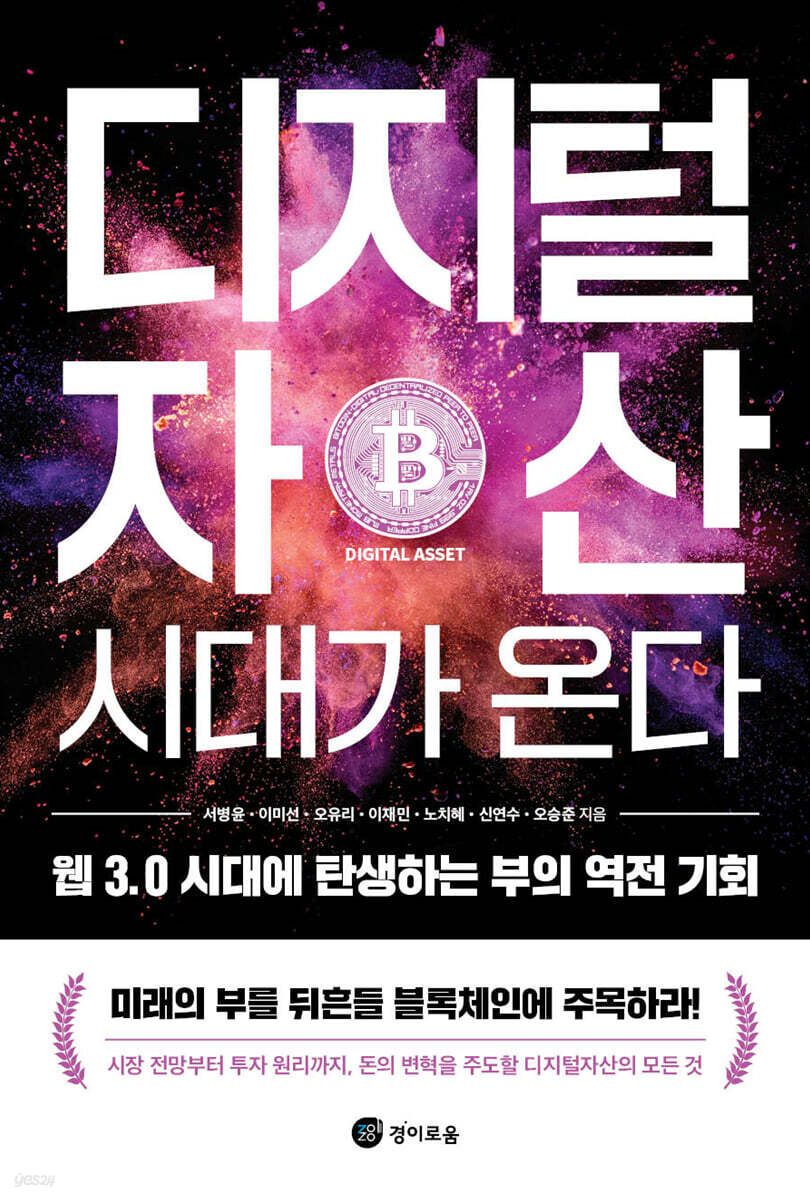 디지털
자산
DIGITAL ASSET
시대가 온다
서병윤 · 이미선 · 오유리 · 이재민 · 노치혜 · 신연수 · 오승준 지음
웹 3.0 시대에 탄생하는 부의 역전 기회
미래의 부를 뒤흔들 블록체인에 주목하라!
시장 전망부터 투자 원리까지, 돈의 변혁을 주도할 디지털자산의 모든 것
경이로움
yes24